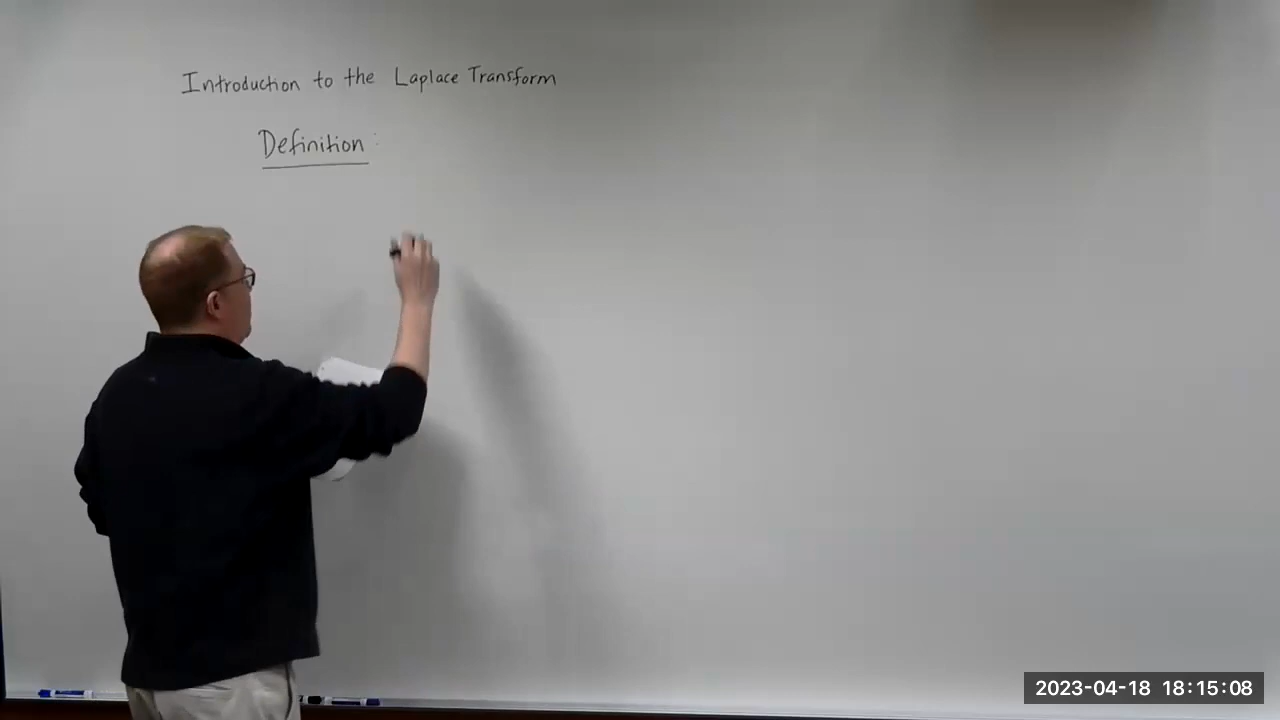 Introduction to the Laplace Transform
Definition:
2023-04-18 18:15:08